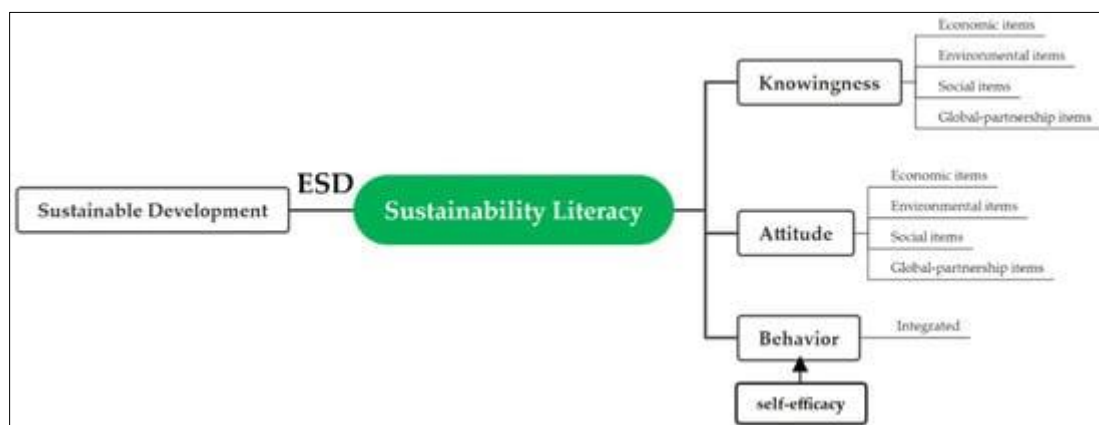 Sustainable Development
ESD
Sustainability Literacy
Knowingness
Economic items
Environmental items
Social items
Global-partnership items
Attitude
Economic items
Environmental items
Social items
Global-partnership items
Behavior
Integrated
self-efficacy